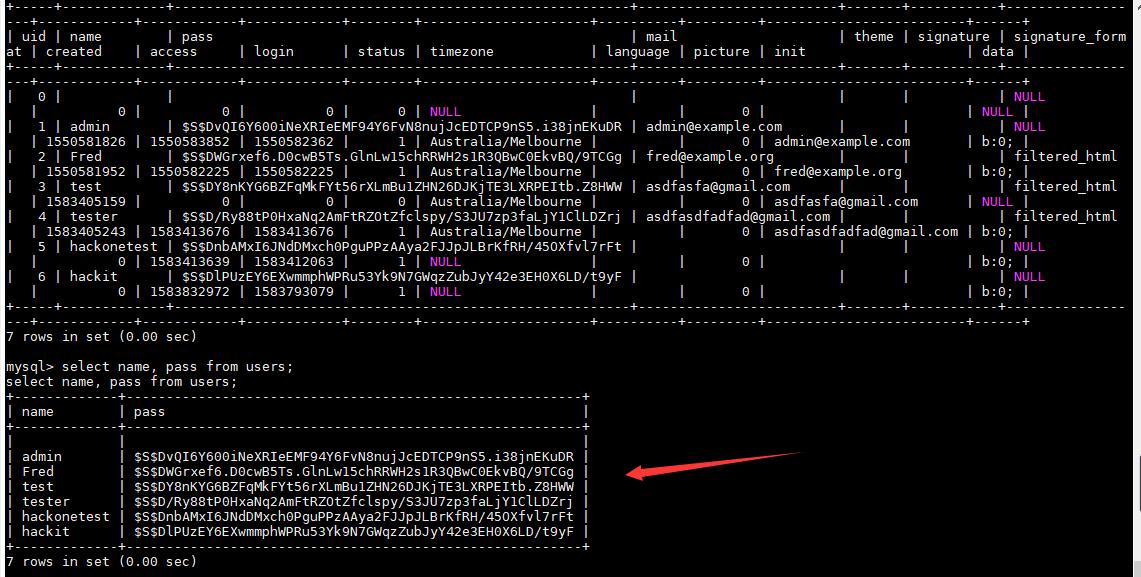 +-----+------------+---------------------------------------------------------+-------------------------+-------+-----------+---------------
---+------------+------------+------------+--------+---------------------+----------+---------+-------------------------+------+
| uid | name | pass | mail | theme | signature | signature_form
at | created | access | login | status | timezone | language | picture | init | data |
+-----+------------+---------------------------------------------------------+-------------------------+-------+-----------+---------------
---+------------+------------+------------+--------+---------------------+----------+---------+-------------------------+------+
| 0 | | | | | | NULL
| 0 | 0 | 0 | 0 | NULL | | 0 | | NULL |
| 1 | admin | $S$DvQI6Y600iNeXRIeEMF94Y6FvN8nujJcEDTCP9nS5.i38jnEKuDR | admin@example.com | | | NULL
| 1550581826 | 1550583852 | 1550582362 | 1 | Australia/Melbourne | | 0 | admin@example.com | b:0; |
| 2 | Fred | $S$DWGrxef6.D0cwB5Ts.GlnLw15chRRWH2s1R3QBwC0EkvBQ/9TCGg | fred@example.org | | | filtered_html
| 1550581952 | 1550582225 | 1550582225 | 1 | Australia/Melbourne | | 0 | fred@example.org | b:0; |
| 3 | test | $S$DY8nKYG6BZFqMkFYt56rXLmBu1ZHN26DJKjTE3LXRPEItb.Z8HWW | asdfasfa@gmail.com | | | filtered_html
| 1583405159 | 0 | 0 | 0 | Australia/Melbourne | | 0 | asdfasfa@gmail.com | NULL |
| 4 | tester | $S$D/Ry88tP0HxaNq2AmFtRZOtZfclspy/S3JU7zp3faLjY1ClLDZrj | asdfasdfadfad@gmail.com | | | filtered_html
| 1583405243 | 1583413676 | 1583413676 | 1 | Australia/Melbourne | | 0 | asdfasdfadfad@gmail.com | b:0; |
| 5 | hackonetest | $S$DnbAMxI6JNdDMxch0PguPPzAAya2FJJpJLBrKfRH/45OXfvl7rFt | | | | NULL
| 0 | 1583413639 | 1583412063 | 1 | NULL | | 0 | | b:0; |
| 6 | hackit | $S$DlPUzEY6EXwmmphWPRu53Yk9N7GWqzZubJyY42e3EH0X6LD/t9yF | | | | NULL
| 0 | 1583832972 | 1583793079 | 1 | NULL | | 0 | | b:0; |
+-----+------------+---------------------------------------------------------+-------------------------+-------+-----------+---------------
---+------------+------------+------------+--------+---------------------+----------+---------+-------------------------+------+
7 rows in set (0.00 sec)
mysql> select name, pass from users;
select name, pass from users;
+-------------+---------------------------------------------------------+
| name | pass |
+-------------+---------------------------------------------------------+
| | |
| admin | $S$DvQI6Y600iNeXRIeEMF94Y6FvN8nujJcEDTCP9nS5.i38jnEKuDR |
| Fred | $S$DWGrxef6.D0cwB5Ts.GlnLw15chRRWH2s1R3QBwC0EkvBQ/9TCGg |
| test | $S$DY8nKYG6BZFqMkFYt56rXLmBu1ZHN26DJKjTE3LXRPEItb.Z8HWW |
| tester | $S$D/Ry88tP0HxaNq2AmFtRZOtZfclspy/S3JU7zp3faLjY1ClLDZrj |
| hackonetest | $S$DnbAMxI6JNdDMxch0PguPPzAAya2FJJpJLBrKfRH/45OXfvl7rFt |
| hackit | $S$DlPUzEY6EXwmmphWPRu53Yk9N7GWqzZubJyY42e3EH0X6LD/t9yF |
+-------------+---------------------------------------------------------+
7 rows in set (0.00 sec)